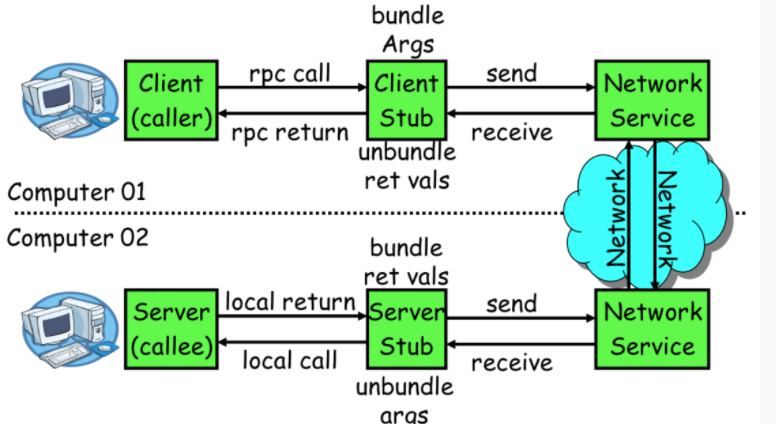 bundle
Args
Client
(caller)
rpc call
rpc return
Client
Stub
send
receive
Network
Service
unbundle
ret vals
Computer 01
Network
Network
Computer 02
bundle
ret vals
Server
(callee)
local return
local call
Server
Stub
send
receive
Network
Service
unbundle
args